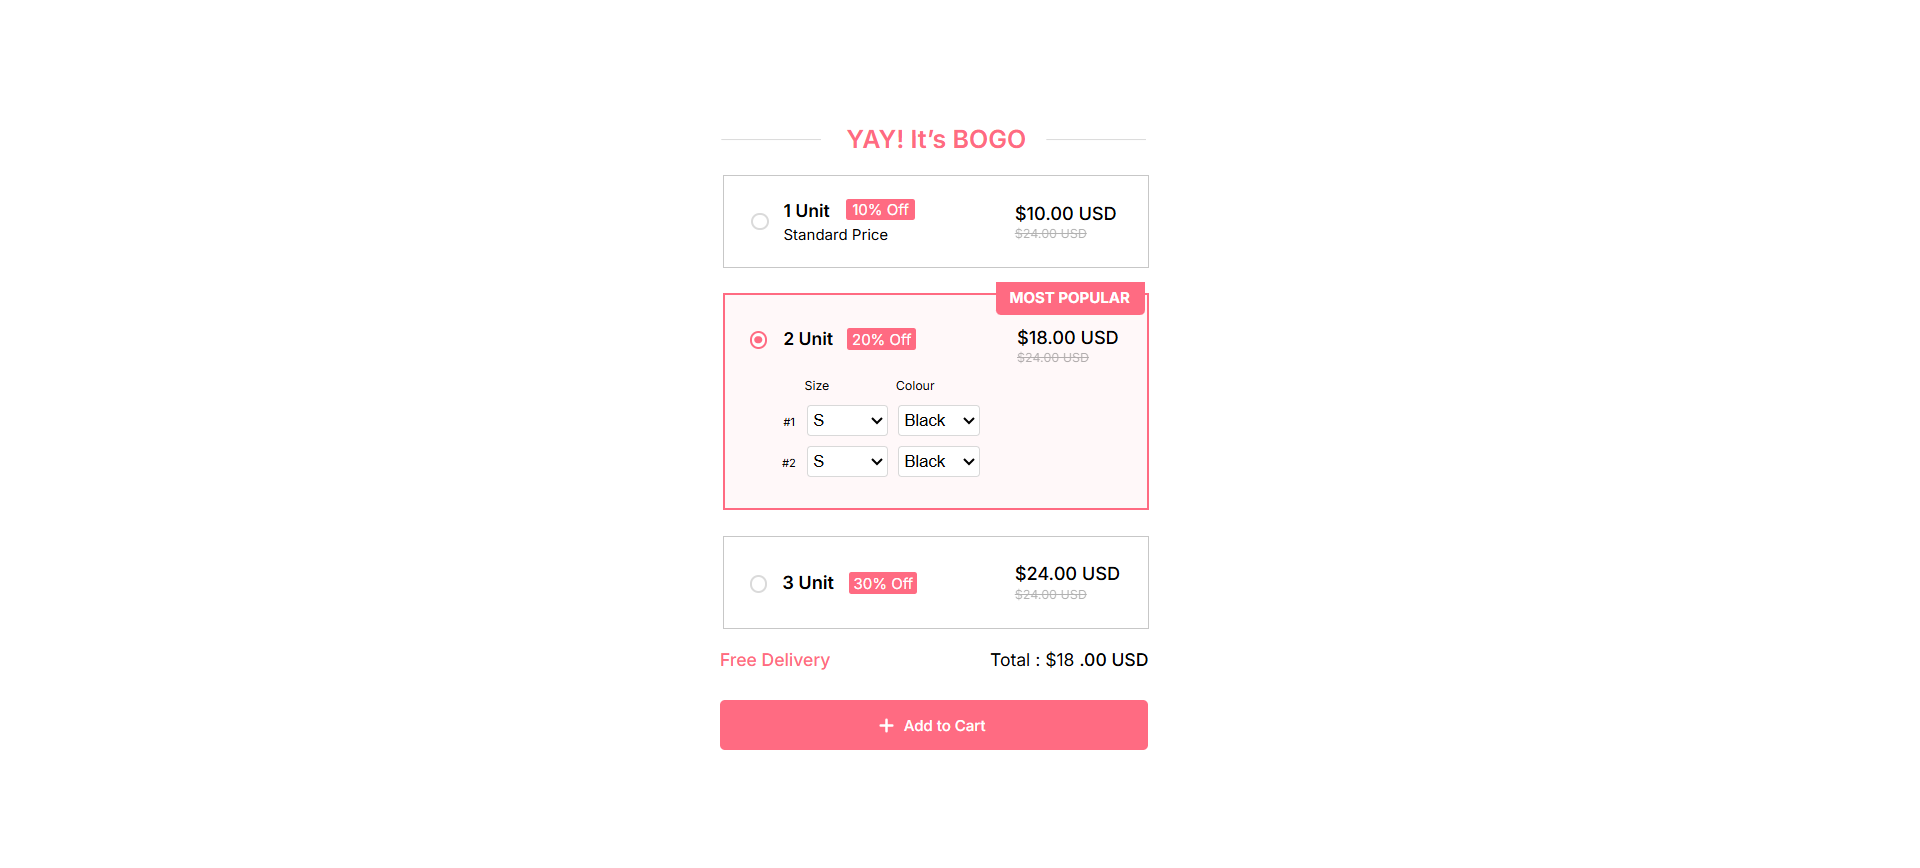 YAY! It’s BOGO
1 Unit 10% Off $10.00 USD
Standard Price $24.00 USD
MOST POPULAR
2 Unit 20% Off $18.00 USD
$24.00 USD
Size Colour
#1 S Black
#2 S Black
3 Unit 30% Off $24.00 USD
$24.00 USD
Free Delivery Total : $18 .00 USD
+ Add to Cart